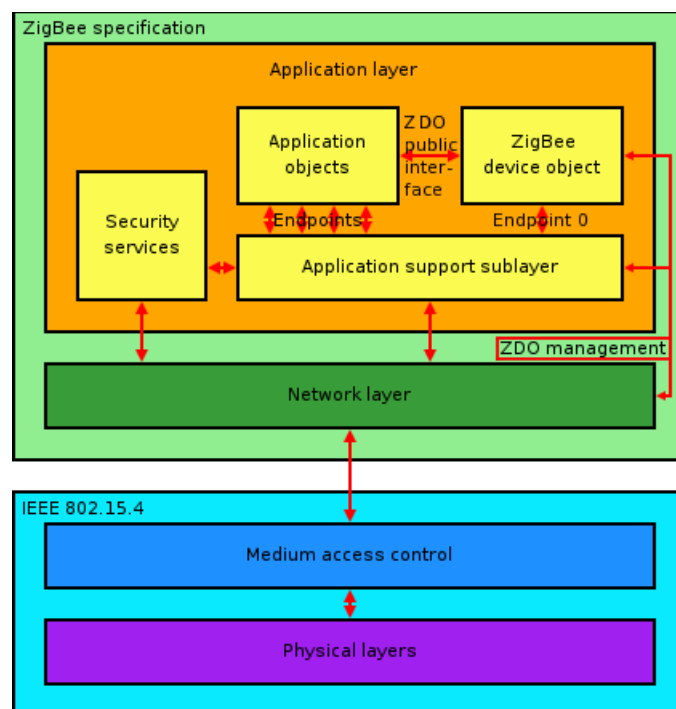 ZigBee specification
Application layer
Application
objects
ZDO
public
inter-
face
ZigBee
device object
Security
services
Endpoints
Endpoint 0
Application support sublayer
ZDO management
Network layer
IEEE 802.15.4
Medium access control
Physical layers